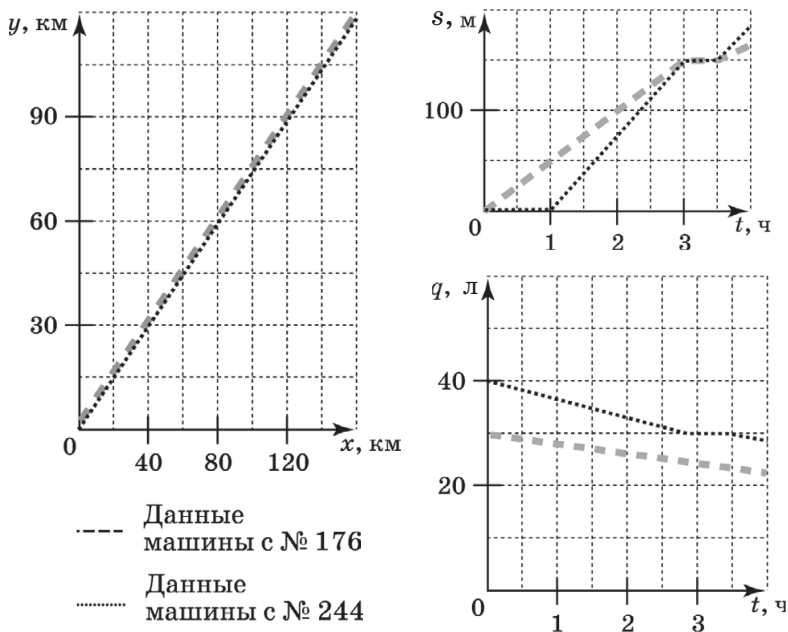 y, км
90
60
30
0
40 80 120
x, км
s, м
100
0
1 2 3
t, ч
q, л
40
20
0
1 2 3
t, ч
Данные
машины с № 176
Данные
машины с № 244